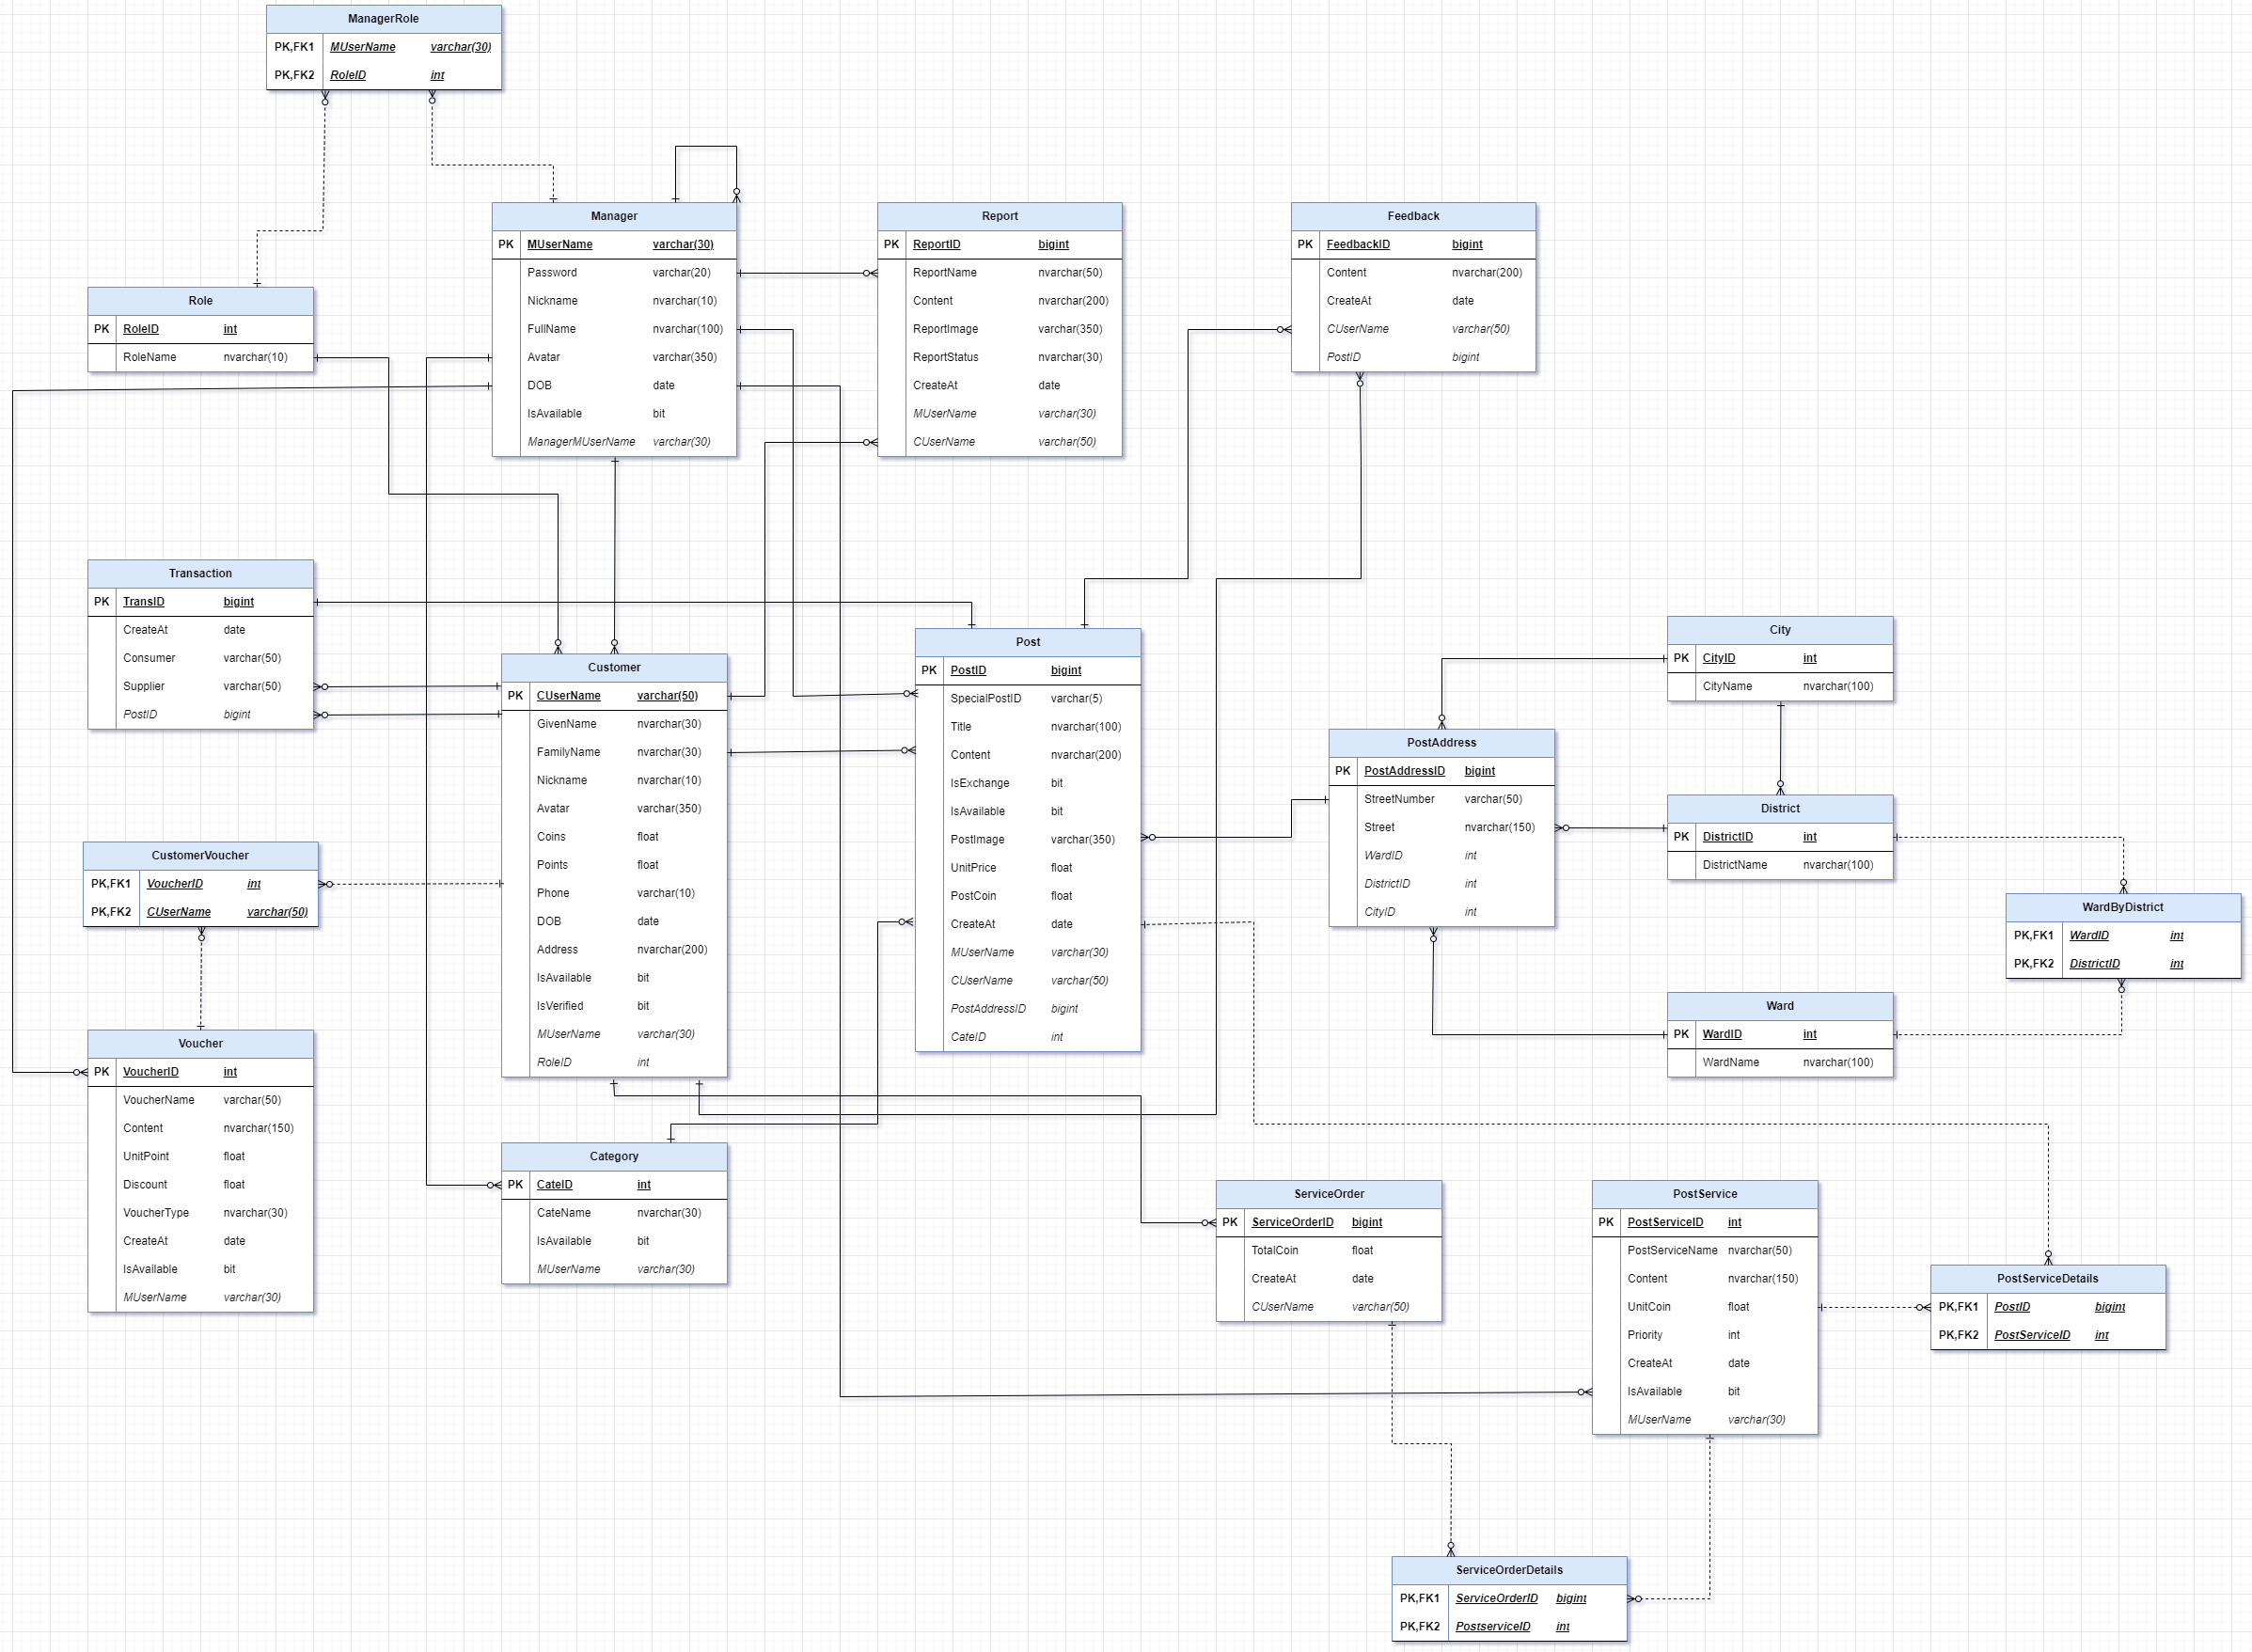 ManagerRole
PK,FK1 MUserName varchar(30)
PK,FK2 RoleID int
Manager
PK MUserName varchar(30)
Password varchar(20)
Nickname nvarchar(10)
FullName nvarchar(100)
Avatar varchar(350)
DOB date
IsAvailable bit
ManagerMUserName varchar(30)
Report
PK ReportID bigint
ReportName nvarchar(50)
Content nvarchar(200)
ReportImage varchar(350)
ReportStatus nvarchar(30)
CreateAt date
MUserName varchar(30)
CUserName varchar(50)
Feedback
PK FeedbackID bigint
Content nvarchar(200)
CreateAt date
CUserName varchar(50)
PostID bigint
Role
PK RoleID int
RoleName nvarchar(10)
Transaction
PK TransID bigint
CreateAt date
Consumer varchar(50)
Supplier varchar(50)
PostID bigint
Customer
PK CUserName varchar(50)
GivenName nvarchar(30)
FamilyName nvarchar(30)
Nickname nvarchar(10)
Avatar varchar(350)
Coins float
Points float
Phone varchar(10)
DOB date
Address nvarchar(200)
IsAvailable bit
IsVerified bit
MUserName varchar(30)
RoleID int
Post
PK PostID bigint
SpecialPostID varchar(5)
Title nvarchar(100)
Content nvarchar(200)
IsExchange bit
IsAvailable bit
PostImage varchar(350)
UnitPrice float
PostCoin float
CreateAt date
MUserName varchar(30)
CUserName varchar(50)
PostAddressID bigint
CateID int
City
PK CityID int
CityName nvarchar(100)
PostAddress
PK PostAddressID bigint
StreetNumber varchar(50)
Street nvarchar(150)
WardID int
DistrictID int
CityID int
District
PK DistrictID int
DistrictName nvarchar(100)
WardByDistrict
PK,FK1 WardID int
PK,FK2 DistrictID int
Ward
PK WardID int
WardName nvarchar(100)
CustomerVoucher
PK,FK1 VoucherID int
PK,FK2 CUserName varchar(50)
Voucher
PK VoucherID int
VoucherName varchar(50)
Content nvarchar(150)
UnitPoint float
Discount float
VoucherType nvarchar(30)
CreateAt date
IsAvailable bit
MUserName varchar(30)
Category
PK CateID int
CateName nvarchar(30)
IsAvailable bit
MUserName varchar(30)
ServiceOrder
PK ServiceOrderID bigint
TotalCoin float
CreateAt date
CUserName varchar(50)
PostService
PK PostServiceID int
PostServiceName nvarchar(50)
Content nvarchar(150)
UnitCoin float
Priority int
CreateAt date
IsAvailable bit
MUserName varchar(30)
PostServiceDetails
PK,FK1 PostID bigint
PK,FK2 PostServiceID int
ServiceOrderDetails
PK,FK1 ServiceOrderID bigint
PK,FK2 PostserviceID int